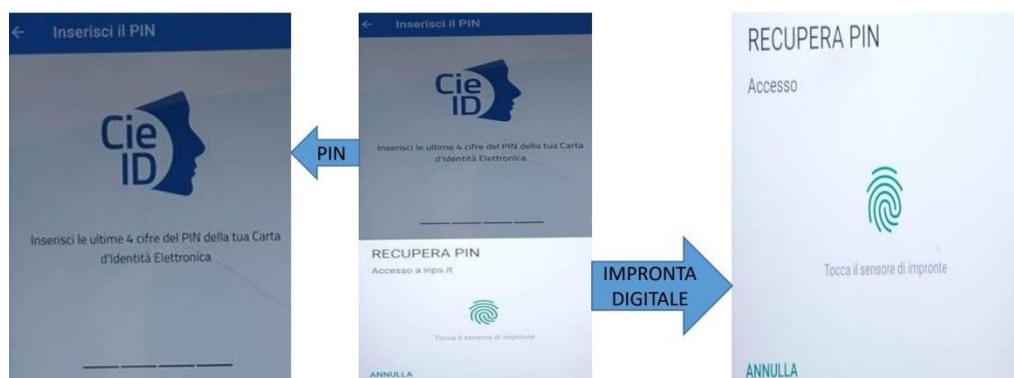 ← Inserisci il PIN
Cie
ID
Inserisci le ultime 4 cifre del PIN della tua Carta
d'Identità Elettronica
PIN
← Inserisci il PIN
Cie
ID
Inserisci le ultime 4 cifre del PIN della tua Carta
d'Identità Elettronica
RECUPERA PIN
Accesso a inps.it
Tocca il sensore di impronte
ANNULLA
IMPRONTA
DIGITALE
RECUPERA PIN
Accesso
Tocca il sensore di impronte
ANNULLA